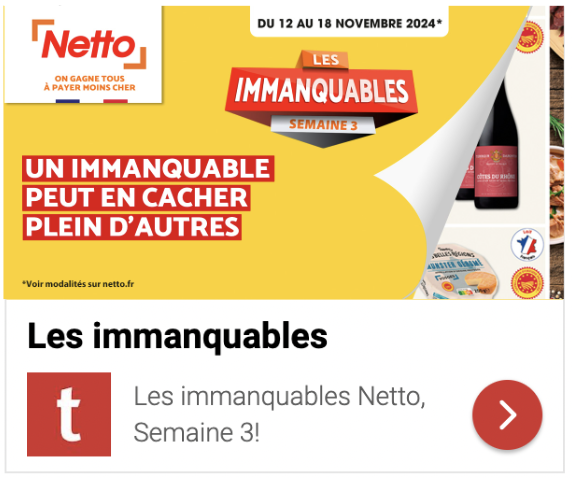 DU 12 AU 18 NOVEMBRE 2024*
Netto
ON GAGNE TOUS
À PAYER MOINS CHER
LES
IMMANQUABLES
SEMAINE 3
UN IMMANQUABLE
PEUT EN CACHER
PLEIN D'AUTRES
CÔTES DU RHÔNE
MUNSTER GÉROMÉ
*Voir modalités sur netto.fr
Les immanquables
t
Les immanquables Netto,
Semaine 3!